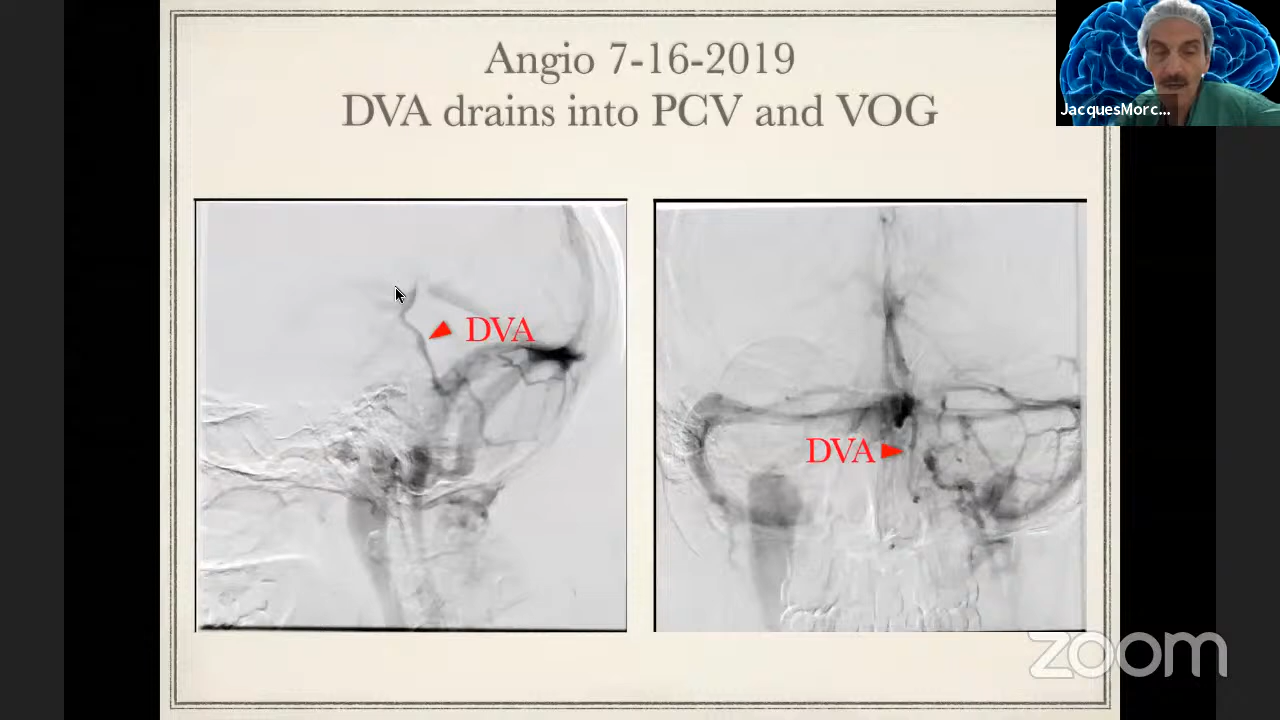 Angio 7-16-2019
DVA drains into PCV and VOG
JacquesMorc...
DVA
DVA
zoom